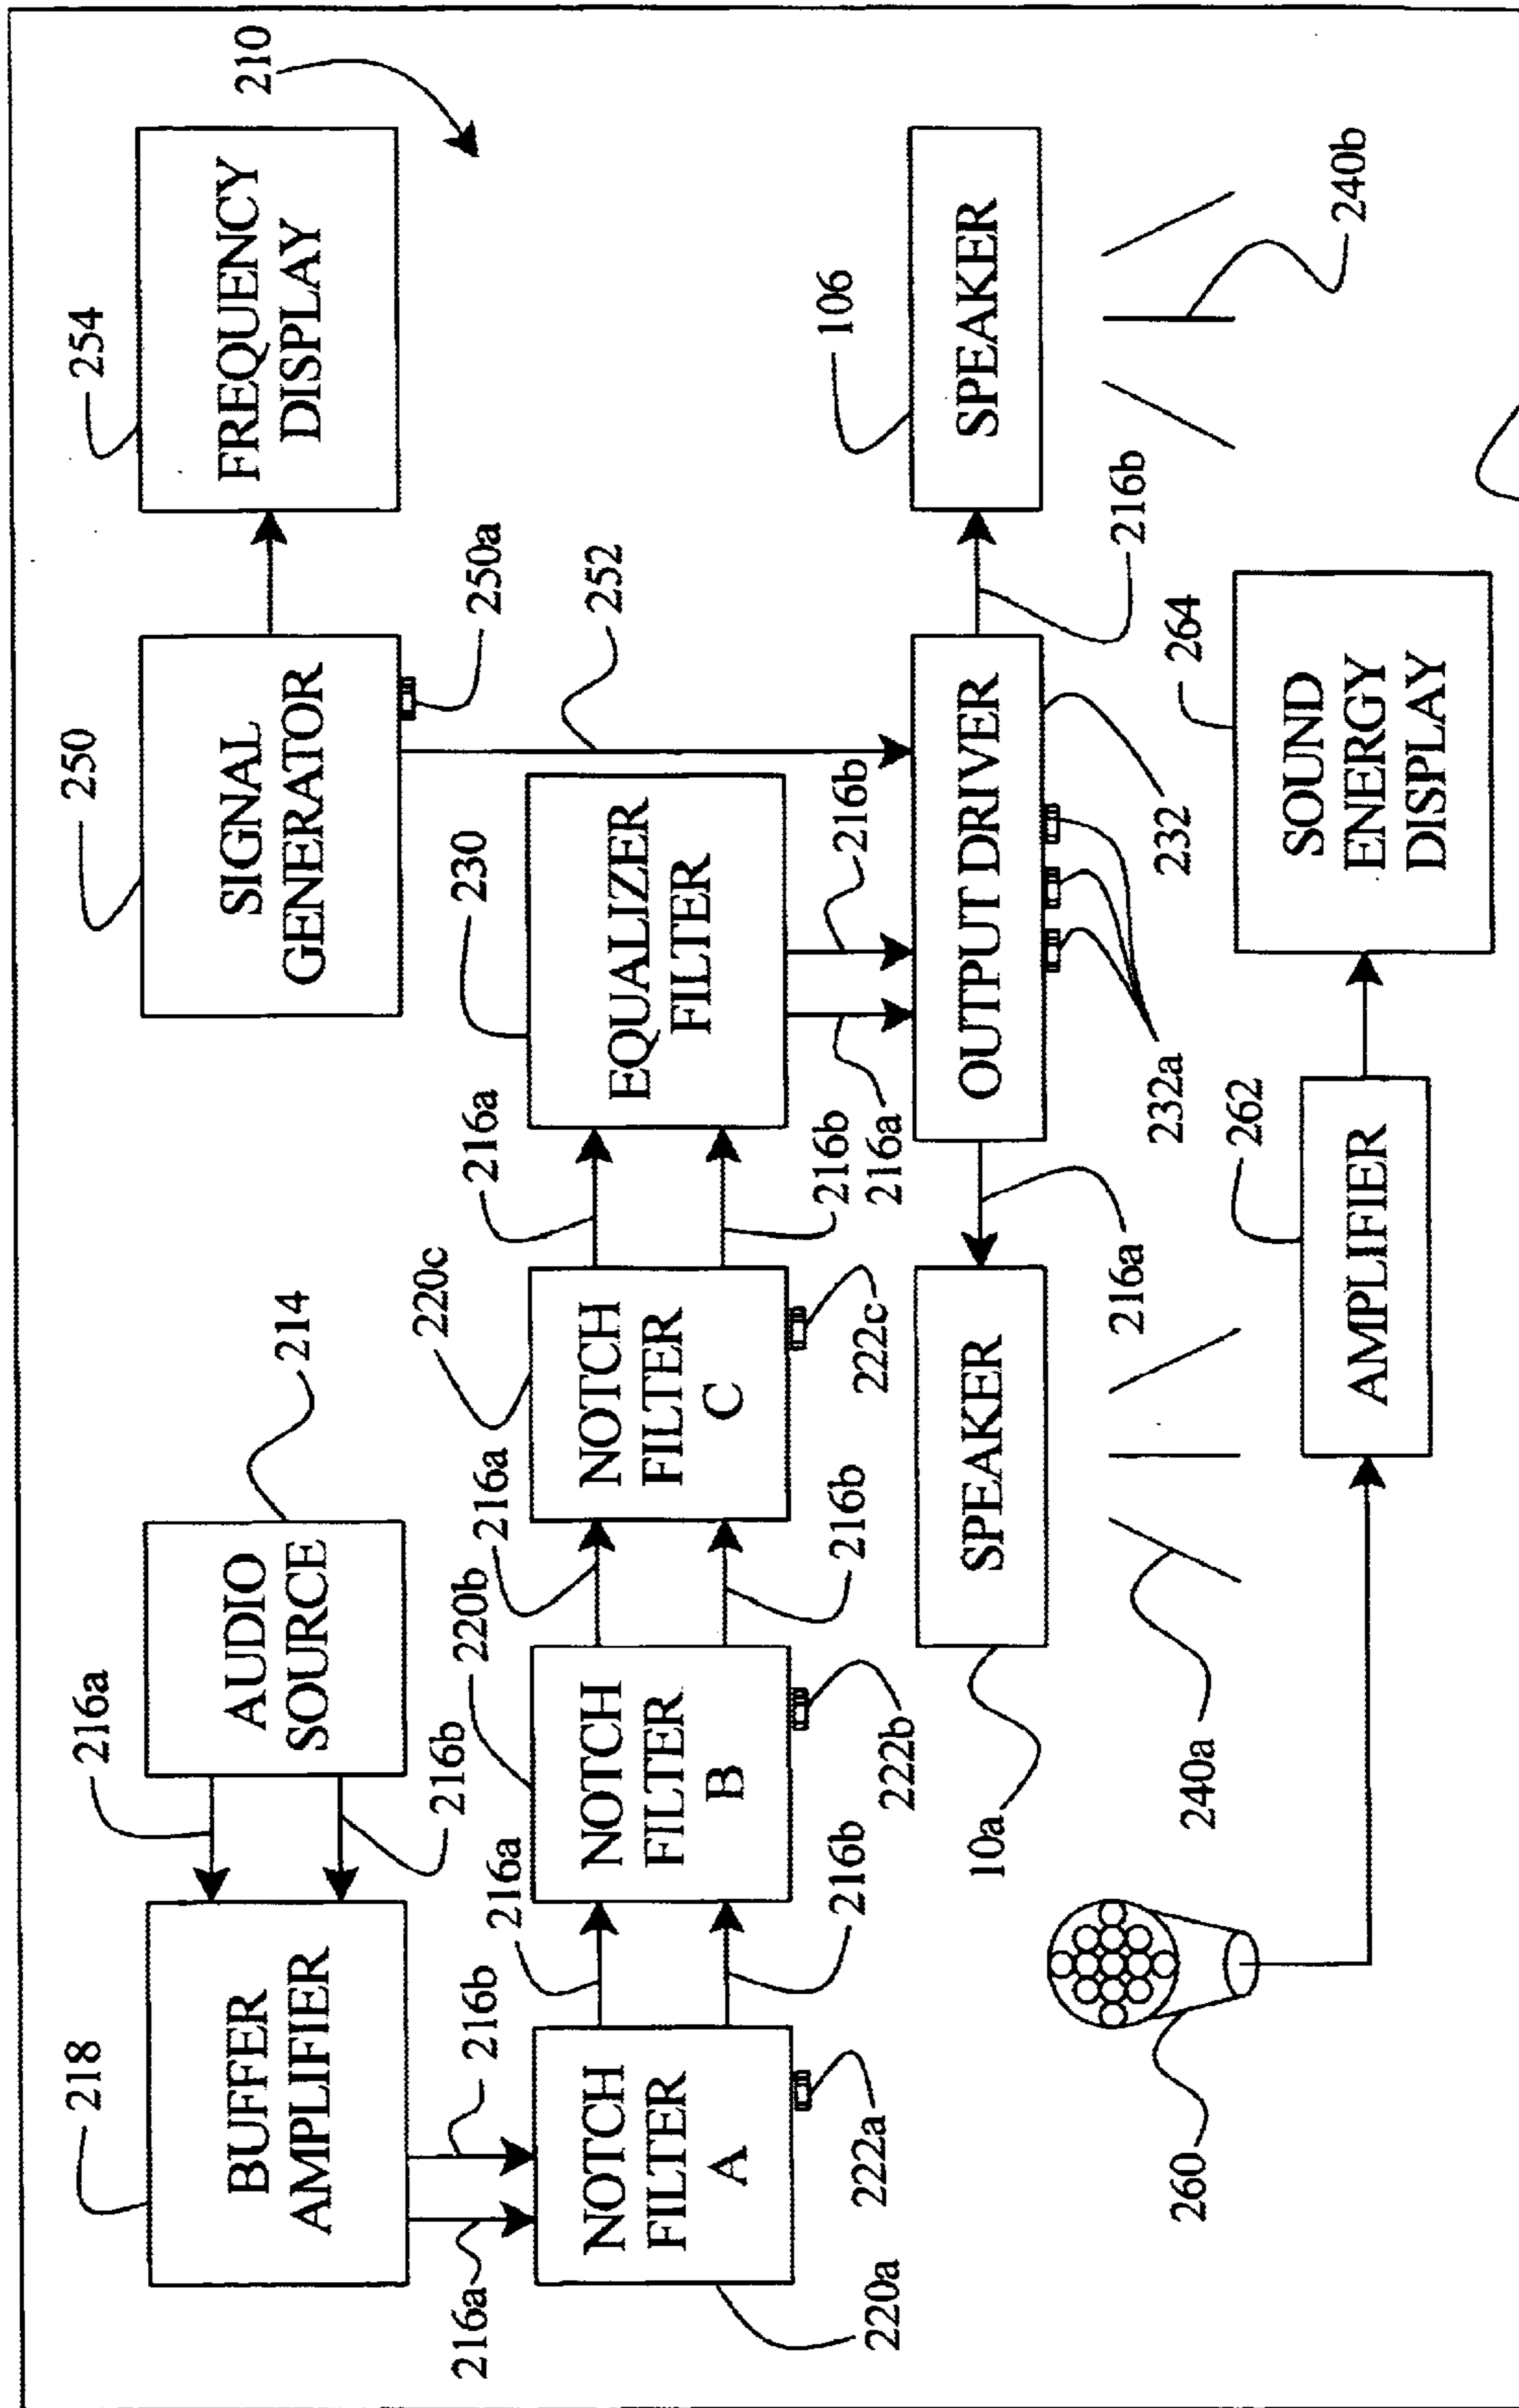 218
BUFFER
AMPLIFIER
216a
216b
AUDIO
SOURCE
214
250
SIGNAL
GENERATOR
250a
254
FREQUENCY
DISPLAY
210
216a
216b
NOTCH
FILTER
A
220a
222a
216a
216b
220b
NOTCH
FILTER
B
222b
216a
216b
220c
NOTCH
FILTER
C
222c
216a
216b
230
EQUALIZER
FILTER
216a
216b
252
10a
SPEAKER
216a
OUTPUT DRIVER
232a
232
216b
106
SPEAKER
240a
240b
260
262
AMPLIFIER
264
SOUND
ENERGY
DISPLAY